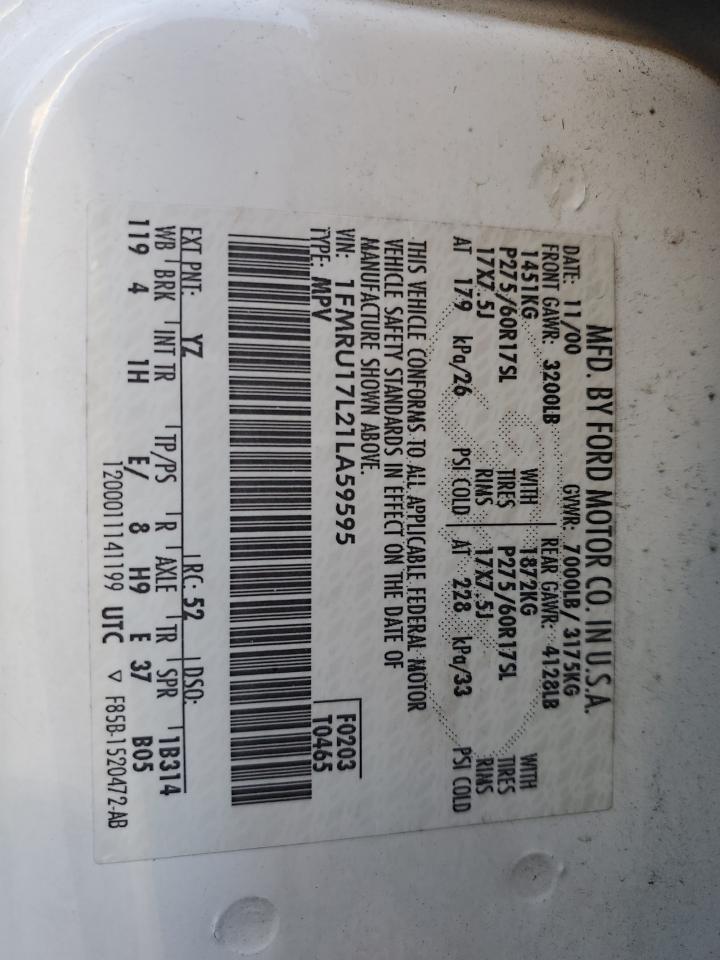 MFD. BY FORD MOTOR CO. IN U.S.A.
DATE: 11/00 GVWR: 7000LB/ 3175KG
FRONT GAWR: 3200LB REAR GAWR: 4128LB
1451KG WITH 1872KG WITH
P275/60R17SL TIRES P275/60R17SL TIRES
17X7.5J RIMS 17X7.5J RIMS
AT 179 kPa/26 PSI COLD AT 228 kPa/33 PSI COLD
THIS VEHICLE CONFORMS TO ALL APPLICABLE FEDERAL MOTOR
VEHICLE SAFETY STANDARDS IN EFFECT ON THE DATE OF
MANUFACTURE SHOWN ABOVE.
VIN: 1FMRU17L21LA59595 F0203
TYPE: MPV T0465
EXT PNT: YZ RC: 52 DSO:
WB BRK INT TR TP/PS R AXLE TR SPR 1B314
119 4 1H E/ 8 H9 E 37 B05
1200011141199 UTC ▽ F85B-1520472-AB